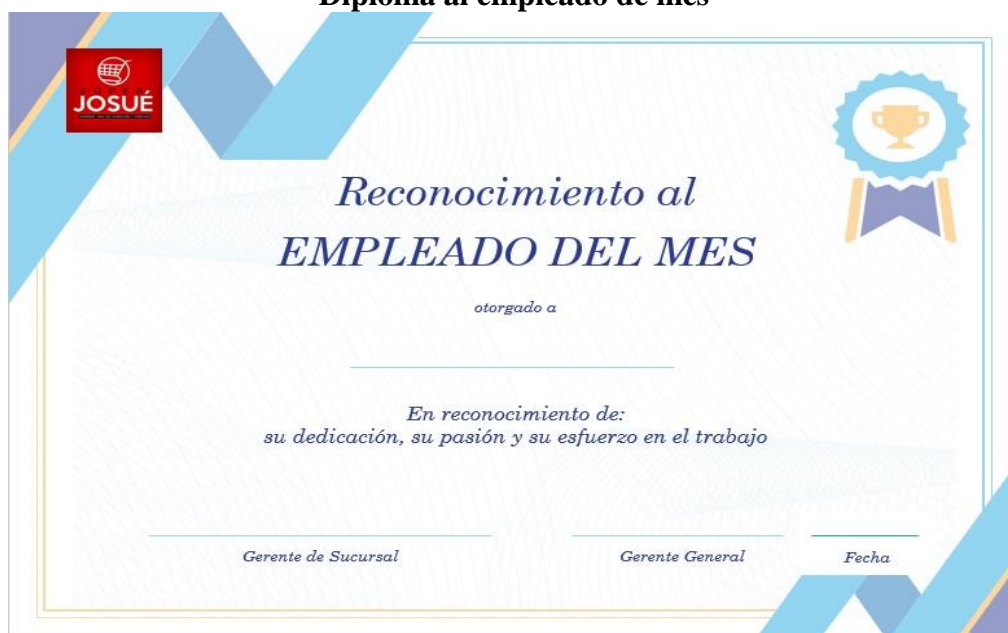 Diploma al empleado de mes
JOSUÉ
Reconocimiento al
EMPLEADO DEL MES
otorgado a
En reconocimiento de:
su dedicación, su pasión y su esfuerzo en el trabajo
Gerente de Sucursal
Gerente General
Fecha